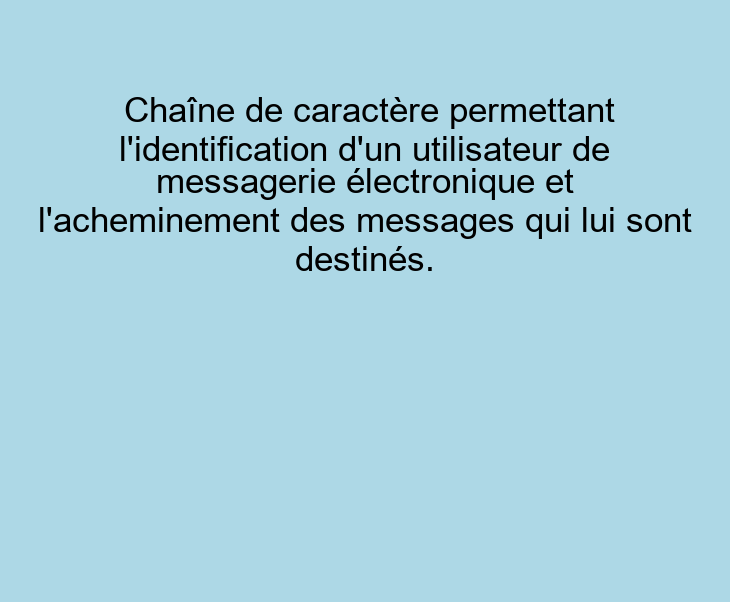 Chaîne de caractère permettant
l'identification d'un utilisateur de
messagerie électronique et
l'acheminement des messages qui lui sont
destinés.